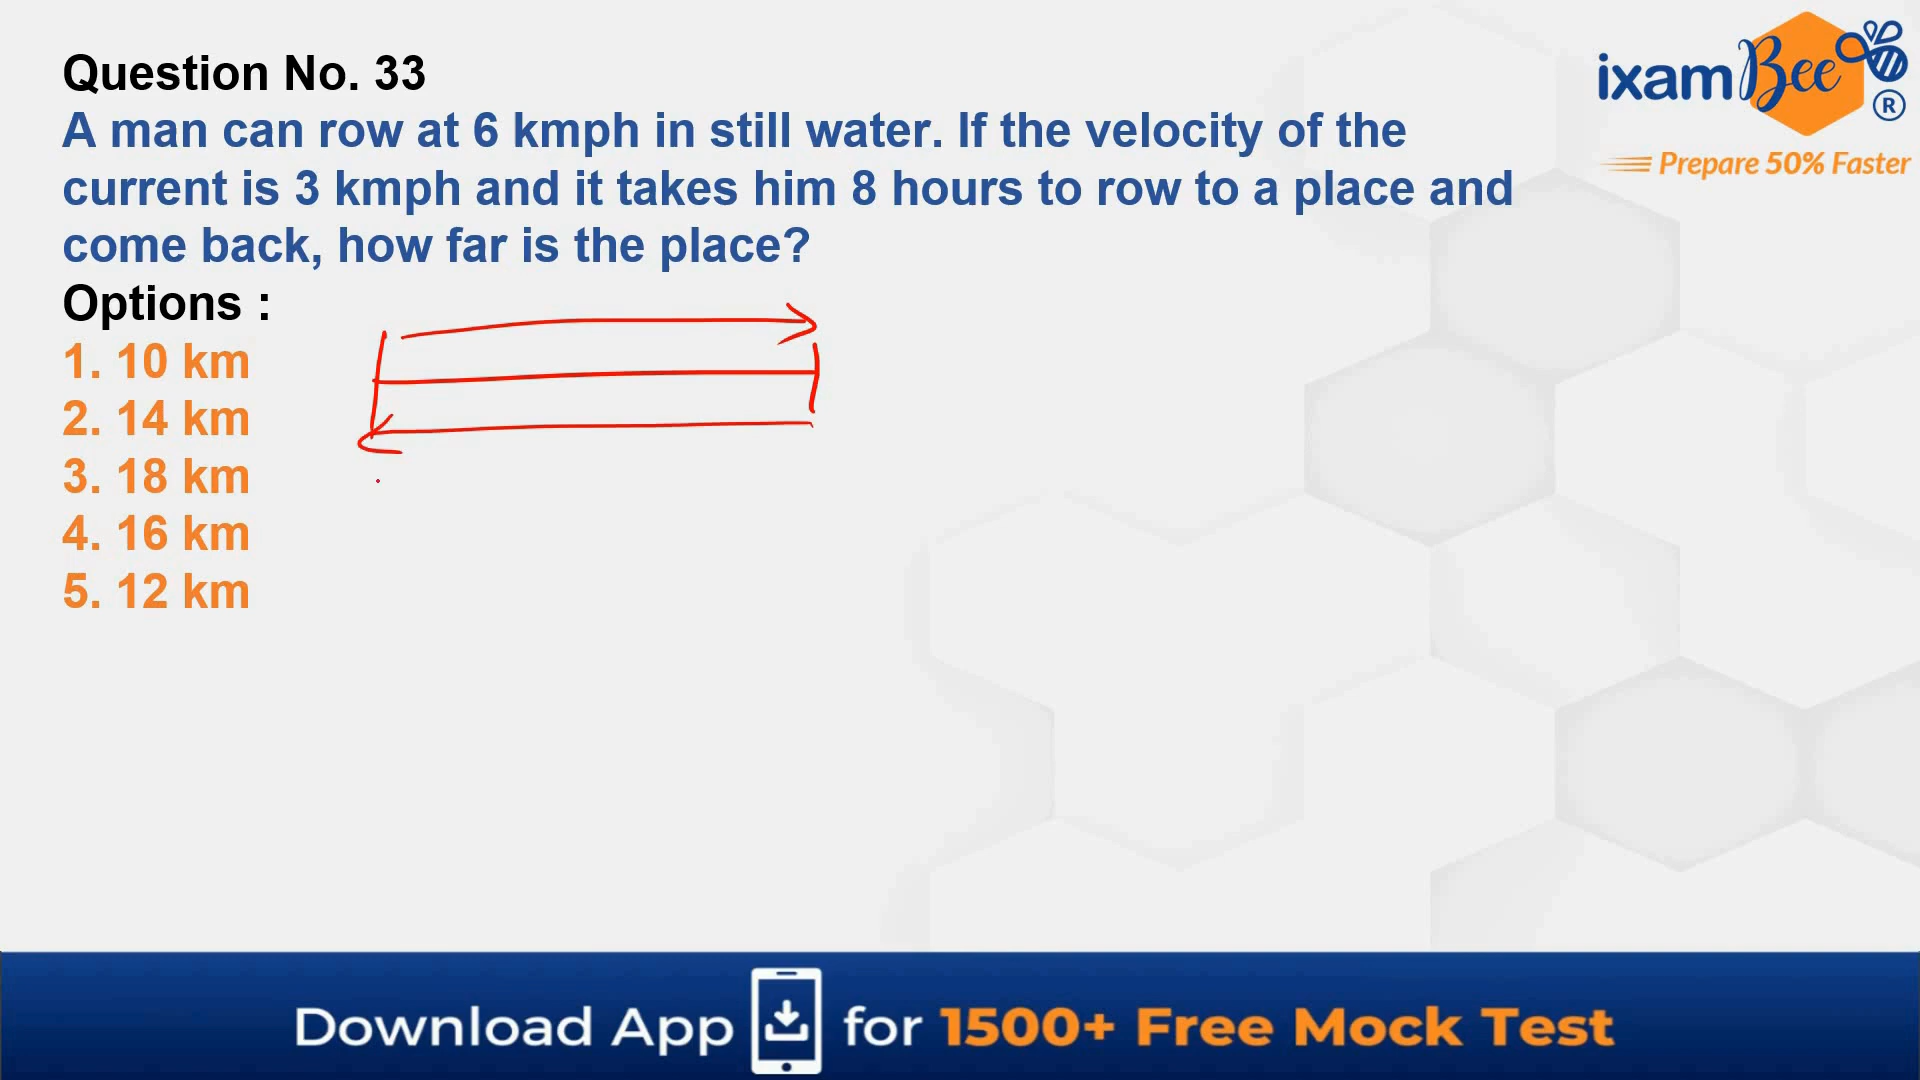 Question No. 33
A man can row at 6 kmph in still water. If the velocity of the
current is 3 kmph and it takes him 8 hours to row to a place and
come back, how far is the place?
Options :
1. 10 km
2. 14 km
3. 18 km
4. 16 km
5. 12 km
ixamBee®
Prepare 50% Faster
Download App for 1500+ Free Mock Test